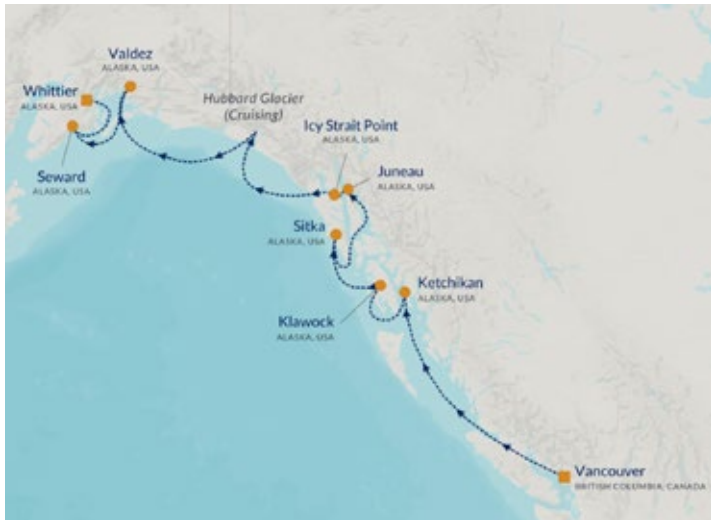 Valdez
ALASKA, USA
Whittier
ALASKA, USA
Hubbard Glacier
(Cruising)
Icy Strait Point
ALASKA, USA
Juneau
ALASKA, USA
Seward
ALASKA, USA
Sitka
ALASKA, USA
Ketchikan
ALASKA, USA
Klawock
ALASKA, USA
Vancouver
BRITISH COLUMBIA, CANADA